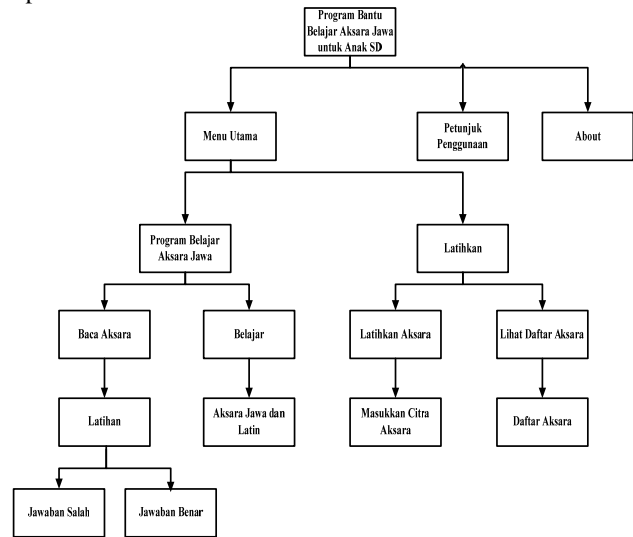 Program Bantu
Belajar Aksara Jawa
untuk Anak SD
Menu Utama
Petunjuk
Penggunaan
About
Program Belajar
Aksara Jawa
Latihkan
Baca Aksara
Belajar
Latihkan Aksara
Lihat Daftar Aksara
Latihan
Aksara Jawa dan
Latin
Masukkan Citra
Aksara
Daftar Aksara
Jawaban Salah
Jawaban Benar